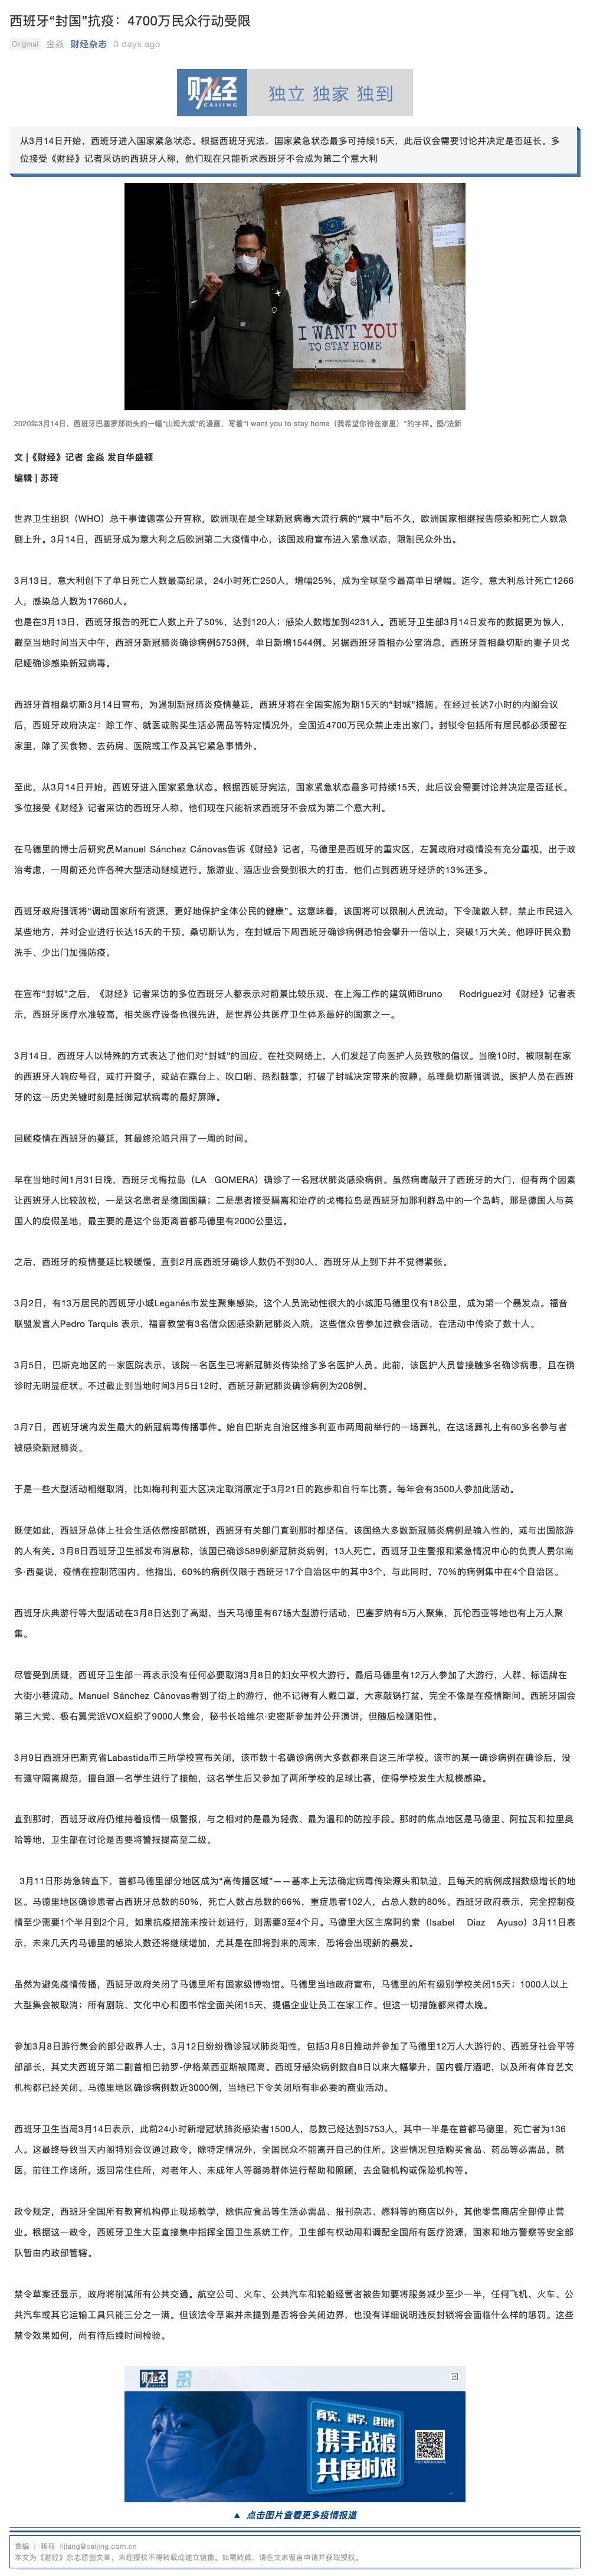 西班牙“封国”抗疫：4700万民众行动受限
Original 金焱 财经杂志 3 days ago
财经 CAIJING 独立 独家 独到
从3月14日开始，西班牙进入国家紧急状态。根据西班牙宪法，国家紧急状态最多可持续15天，此后议会需要讨论并决定是否延长。多
位接受《财经》记者采访的西班牙人称，他们现在只能祈求西班牙不会成为第二个意大利
I WANT YOU
TO STAY HOME
2020年3月14日，西班牙巴塞罗那街头的一幅“山姆大叔”的漫画，写着“I want you to stay home（我希望你待在家里）”的字样。图/法新
文 |《财经》记者 金焱 发自华盛顿
编辑 | 苏琦
世界卫生组织（WHO）总干事谭德塞公开宣称，欧洲现在是全球新冠病毒大流行病的“震中”后不久，欧洲国家相继报告感染和死亡人数急
剧上升。3月14日，西班牙成为意大利之后欧洲第二大疫情中心，该国政府宣布进入紧急状态，限制民众外出。
3月13日，意大利创下了单日死亡人数最高纪录，24小时死亡250人，增幅25%，成为全球至今最高单日增幅。迄今，意大利总计死亡1266
人，感染总人数为17660人。
也是在3月13日，西班牙报告的死亡人数上升了50%，达到120人；感染人数增加到4231人。西班牙卫生部3月14日发布的数据更为惊人，
截至当地时间当天中午，西班牙新冠肺炎确诊病例5753例，单日新增1544例。另据西班牙首相办公室消息，西班牙首相桑切斯的妻子贝戈
尼娅确诊感染新冠病毒。
西班牙首相桑切斯3月14日宣布，为遏制新冠肺炎疫情蔓延，西班牙将在全国实施为期15天的“封城”措施。在经过长达7小时的内阁会议
后，西班牙政府决定：除工作、就医或购买生活必需品等特定情况外，全国近4700万民众禁止走出家门。封锁令包括所有居民都必须留在
家里，除了买食物、去药房、医院或工作及其它紧急事情外。
至此，从3月14日开始，西班牙进入国家紧急状态。根据西班牙宪法，国家紧急状态最多可持续15天，此后议会需要讨论并决定是否延长。
多位接受《财经》记者采访的西班牙人称，他们现在只能祈求西班牙不会成为第二个意大利。
在马德里的博士后研究员Manuel Sánchez Cánovas告诉《财经》记者，马德里是西班牙的重灾区，左翼政府对疫情没有充分重视，出于政
治考虑，一周前还允许各种大型活动继续进行。旅游业、酒店业会受到很大的打击，他们占到西班牙经济的13%还多。
西班牙政府强调将“调动国家所有资源，更好地保护全体公民的健康”。这意味着，该国将可以限制人员流动，下令疏散人群，禁止市民进入
某些地方，并对企业进行长达15天的干预。桑切斯认为，在封城后下周西班牙确诊病例恐怕会攀升一倍以上，突破1万大关。他呼吁民众勤
洗手、少出门加强防疫。
在宣布“封城”之后，《财经》记者采访的多位西班牙人都表示对前景比较乐观，在上海工作的建筑师Bruno Rodriguez对《财经》记者表
示，西班牙医疗水准较高，相关医疗设备也很先进，是世界公共医疗卫生体系最好的国家之一。
3月14日，西班牙人以特殊的方式表达了他们对“封城”的回应。在社交网络上，人们发起了向医护人员致敬的倡议。当晚10时，被限制在家
的西班牙人响应号召，或打开窗子，或站在露台上、吹口哨、热烈鼓掌，打破了封城决定带来的寂静。总理桑切斯强调说，医护人员在西班
牙的这一历史关键时刻是抵御冠状病毒的最好屏障。
回顾疫情在西班牙的蔓延，其最终沦陷只用了一周的时间。
早在当地时间1月31日晚，西班牙戈梅拉岛（LA GOMERA）确诊了一名冠状肺炎感染病例。虽然病毒敲开了西班牙的大门，但有两个因素
让西班牙人比较放松，一是这名患者是德国国籍；二是患者接受隔离和治疗的戈梅拉岛是西班牙加那利群岛中的一个岛屿，那是德国人与英
国人的度假圣地，最主要的是这个岛距离首都马德里有2000公里远。
之后，西班牙的疫情蔓延比较缓慢。直到2月底西班牙确诊人数仍不到30人，西班牙从上到下并不觉得紧张。
3月2日，有13万居民的西班牙小城Leganés市发生聚集感染，这个人员流动性很大的小城距马德里仅有18公里，成为第一个暴发点。福音
联盟发言人Pedro Tarquis 表示，福音教堂有3名信众因感染新冠肺炎入院，这些信众曾参加过教会活动，在活动中传染了数十人。
3月5日，巴斯克地区的一家医院表示，该院一名医生已将新冠肺炎传染给了多名医护人员。此前，该医护人员曾接触多名确诊病患，且在确
诊时无明显症状。不过截止到当地时间3月5日12时，西班牙新冠肺炎确诊病例为208例。
3月7日，西班牙境内发生最大的新冠病毒传播事件。始自巴斯克自治区维多利亚市两周前举行的一场葬礼，在这场葬礼上有60多名参与者
被感染新冠肺炎。
于是一些大型活动相继取消，比如梅利利亚大区决定取消原定于3月21日的跑步和自行车比赛。每年会有3500人参加此活动。
既使如此，西班牙总体上社会生活依然按部就班，西班牙有关部门直到那时都坚信，该国绝大多数新冠肺炎病例是输入性的，或与出国旅游
的人有关。3月8日西班牙卫生部发布消息称，该国已确诊589例新冠肺炎病例，13人死亡。西班牙卫生警报和紧急情况中心的负责人费尔南
多·西曼说，疫情在控制范围内。他指出，60%的病例仅限于西班牙17个自治区中的其中3个，与此同时，70%的病例集中在4个自治区。
西班牙庆典游行等大型活动在3月8日达到了高潮，当天马德里有67场大型游行活动，巴塞罗纳有5万人聚集，瓦伦西亚等地也有上万人聚
集。
尽管受到质疑，西班牙卫生部一再表示没有任何必要取消3月8日的妇女平权大游行。最后马德里有12万人参加了大游行，人群、标语牌在
大街小巷流动。Manuel Sánchez Cánovas看到了街上的游行，他不记得有人戴口罩，大家敲锅打盆，完全不像是在疫情期间。西班牙国会
第三大党、极右翼党派VOX组织了9000人集会，秘书长哈维尔·史密斯参加并公开演讲，但随后检测阳性。
3月9日西班牙巴斯克省Labastida市三所学校宣布关闭，该市数十名确诊病例大多数都来自这三所学校。该市的某一确诊病例在确诊后，没
有遵守隔离规范，擅自跟一名学生进行了接触，这名学生后又参加了两所学校的足球比赛，使得学校发生大规模感染。
直到那时，西班牙政府仍维持着疫情一级警报，与之相对的是最为轻微、最为温和的防控手段。那时的焦点地区是马德里、阿拉瓦和拉里奥
哈等地，卫生部在讨论是否要将警报提高至二级。
3月11日形势急转直下，首都马德里部分地区成为“高传播区域”——基本上无法确定病毒传染源头和轨迹，且每天的病例成指数级增长的地
区。马德里地区确诊患者占西班牙总数的50%，死亡人数占总数的66%，重症患者102人，占总人数的80%。西班牙政府表示，完全控制疫
情至少需要1个半月到2个月，如果抗疫措施未按计划进行，则需要3至4个月。马德里大区主席阿约索（Isabel Diaz Ayuso）3月11日表
示，未来几天内马德里的感染人数还将继续增加，尤其是在即将到来的周末，恐将会出现新的暴发。
虽然为避免疫情传播，西班牙政府关闭了马德里所有国家级博物馆。马德里当地政府宣布，马德里的所有级别学校关闭15天；1000人以上
大型集会被取消；所有剧院、文化中心和图书馆全面关闭15天，提倡企业让员工在家工作。但这一切措施都来得太晚。
参加3月8日游行集会的部分政界人士，3月12日纷纷确诊冠状肺炎阳性，包括3月8日推动并参加了马德里12万人大游行的、西班牙社会平等
部部长，其丈夫西班牙第二副首相巴勃罗-伊格莱西亚斯被隔离。西班牙感染病例数自8日以来大幅攀升，国内餐厅酒吧，以及所有体育艺文
机构都已经关闭。马德里地区确诊病例数近3000例，当地已下令关闭所有非必要的商业活动。
西班牙卫生当局3月14日表示，此前24小时新增冠状肺炎感染者1500人，总数已经达到5753人，其中一半是在首都马德里，死亡者为136
人。这最终导致当天内阁特别会议通过政令，除特定情况外，全国民众不能离开自己的住所。这些情况包括购买食品、药品等必需品，就
医，前往工作场所，返回常住住所，对老年人、未成年人等弱势群体进行帮助和照顾，去金融机构或保险机构等。
政令规定，西班牙全国所有教育机构停止现场教学，除供应食品等生活必需品、报刊杂志、燃料等的商店以外，其他零售商店全部停止营
业。根据这一政令，西班牙卫生大臣直接集中指挥全国卫生系统工作，卫生部有权动用和调配全国所有医疗资源，国家和地方警察等安全部
队暂由内政部管辖。
禁令草案还显示，政府将削减所有公共交通。航空公司、火车、公共汽车和轮船经营者被告知要将服务减少至少一半，任何飞机、火车、公
共汽车或其它运输工具只能三分之一满。但该法令草案并未提到是否将会关闭边界，也没有详细说明违反封锁将会面临什么样的惩罚。这些
禁令效果如何，尚有待后续时间检验。
财经
真实、科学、建设性
携手战疫
共度时艰
▲ 点击图片查看更多疫情报道
责编 | 蒋丽 lijiang@caijing.com.cn
本文为《财经》杂志原创文章，未经授权不得转载或建立镜像。如需转载，请在文末留言申请并获取授权。